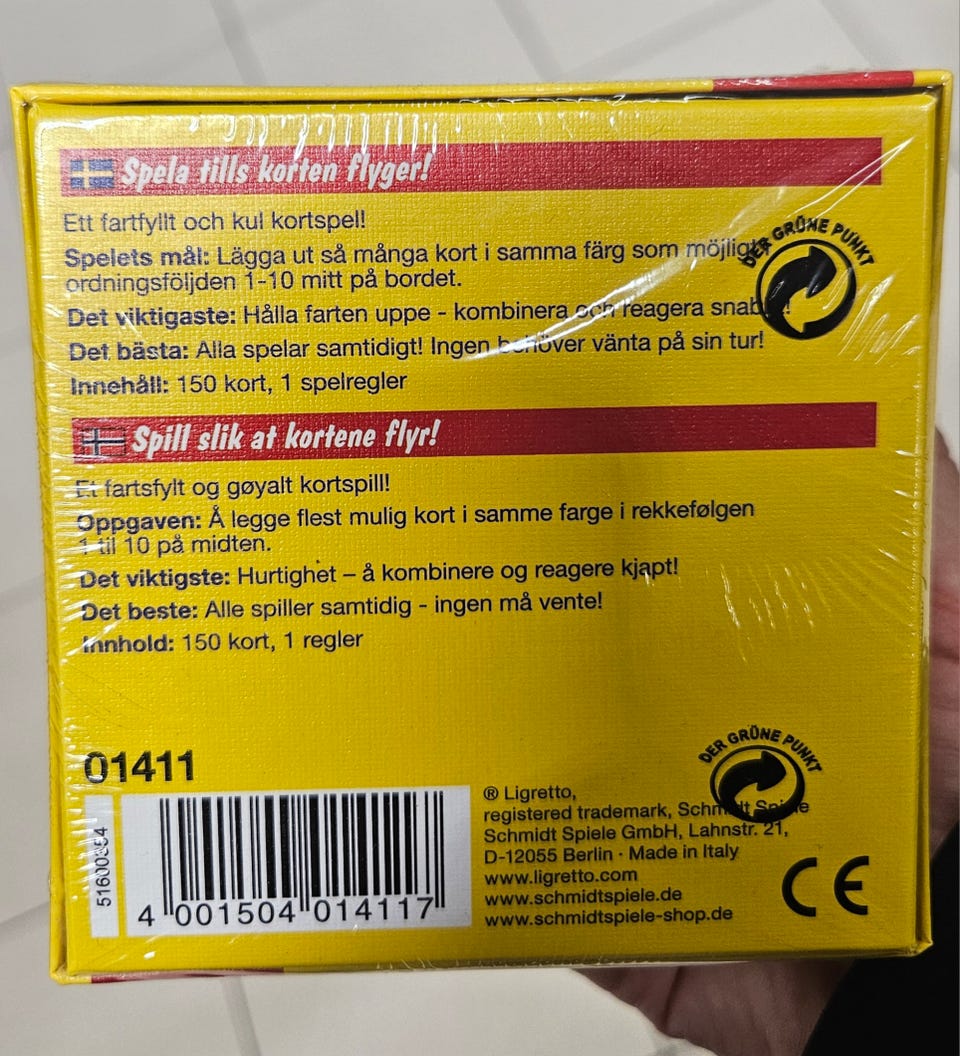 Spela tills korten flyger!
Ett fartfyllt och kul kortspel!
Spelets mål: Lägga ut så många kort i samma färg som möjligt
ordningsföljden 1-10 mitt på bordet.
DER GRÜNE PUNKT
Det viktigaste: Hålla farten uppe - kombinera och reagera !
Det bästa: Alla spelar samtidigt! Ingen behöver vänta på sin tur!
Innehåll: 150 kort, 1 spelregler
Spill slik at kortene flyr!
Et fartsfylt og gøyalt kortspill!
Oppgaven: Å legge flest mulig kort i samme farge i rekkefølgen
1 til 10 på midten.
Det viktigste: Hurtighet – å kombinere og reagere kjapt!
Det beste: Alle spiller samtidig - ingen må vente!
Innhold: 150 kort, 1 regler
01411
51600354
4 001504 014117
DER GRÜNE PUNKT
® Ligretto,
registered trademark, Schmidt Spiele
Schmidt Spiele GmbH, Lahnstr. 21,
D-12055 Berlin · Made in Italy
www.ligretto.com
www.schmidtspiele.de
www.schmidtspiele-shop.de
CE